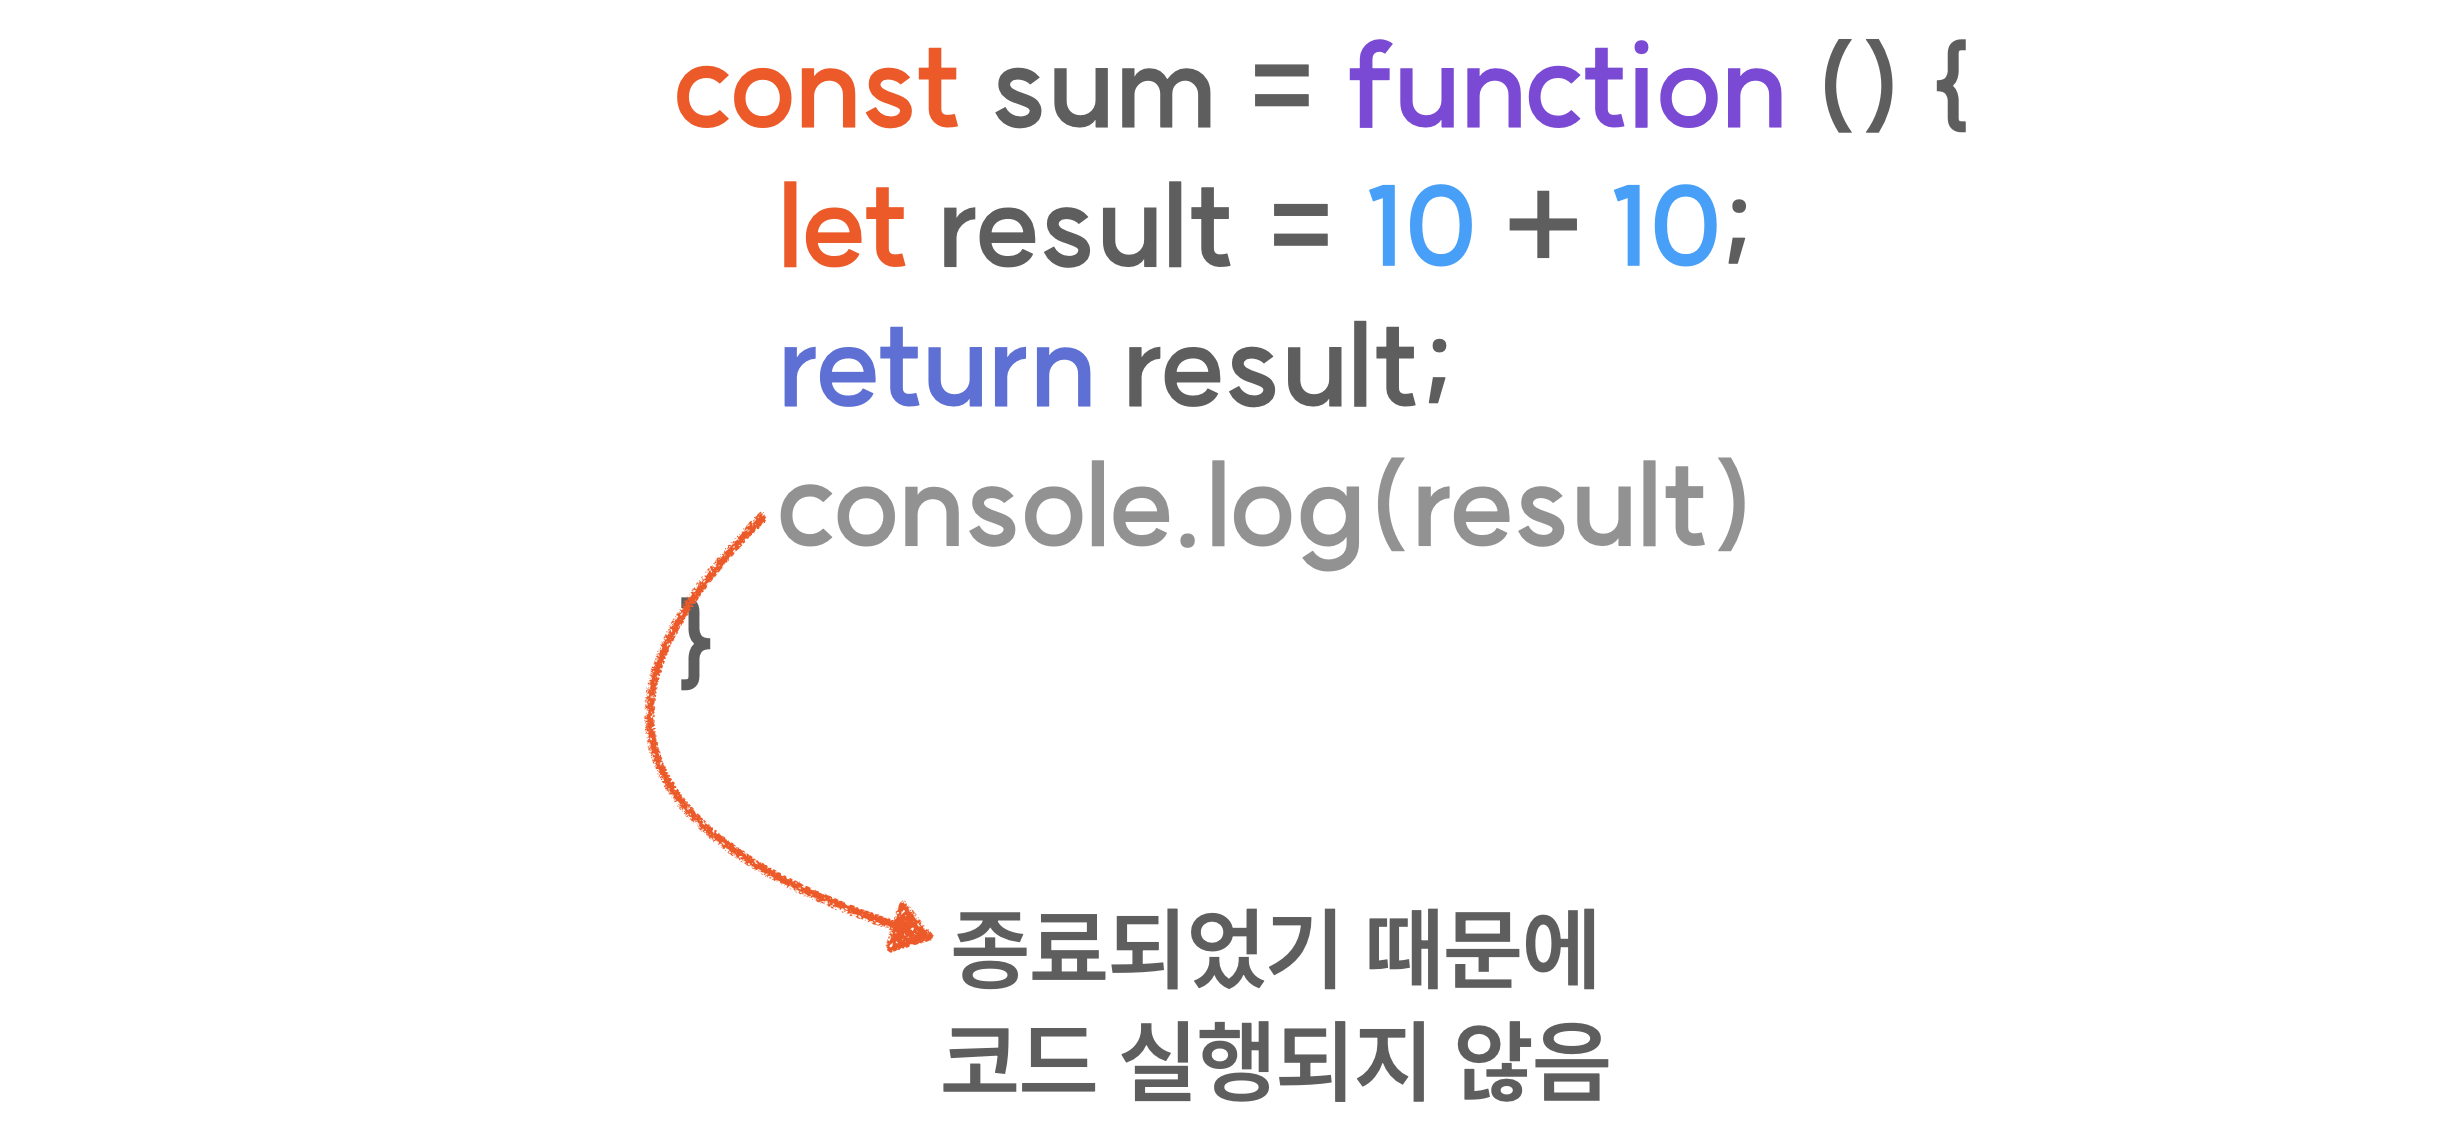 const sum = function () {
let result = 10 + 10;
return result;
console.log(result)
}
종료되었기 때문에
코드 실행되지 않음